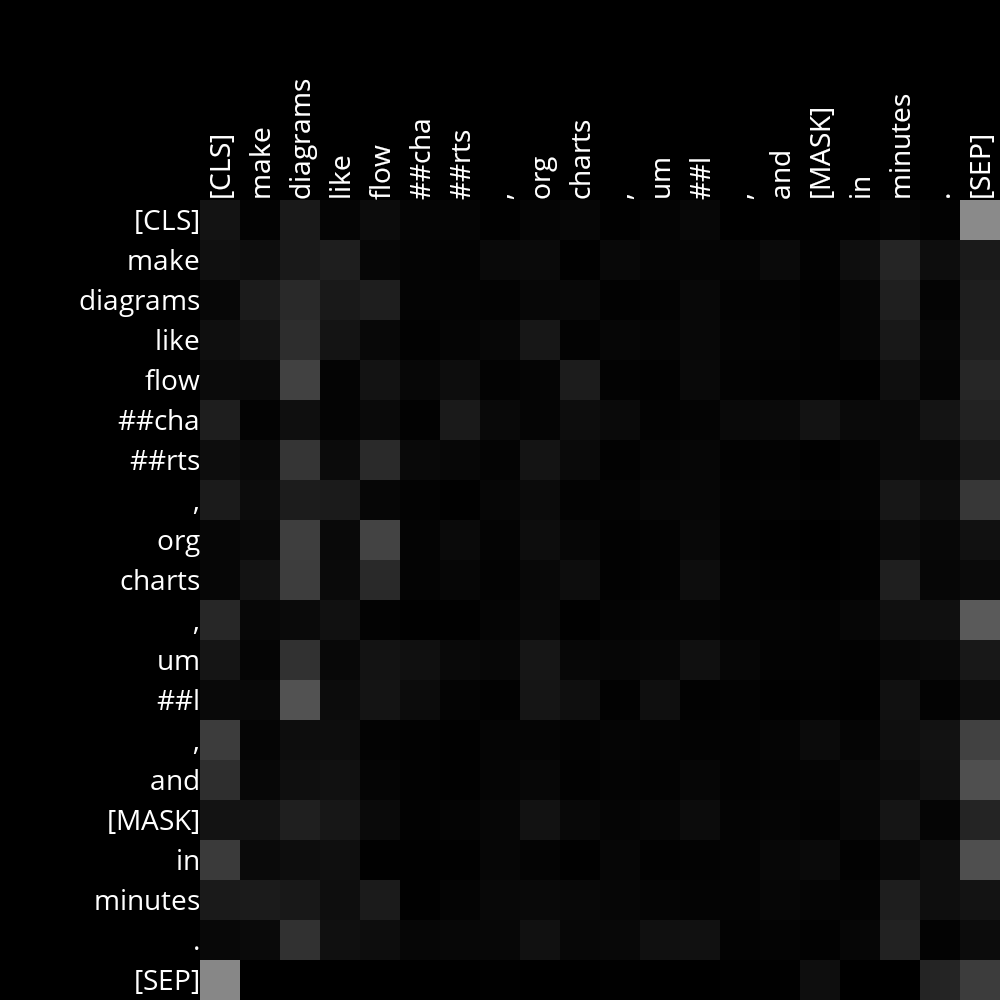 [CLS] make diagrams like flow ##cha ##rts , org charts , um ##l , and [MASK] in minutes . [SEP]
[CLS]
make
diagrams
like
flow
##cha
##rts
,
org
charts
,
um
##l
,
and
[MASK]
in
minutes
.
[SEP]